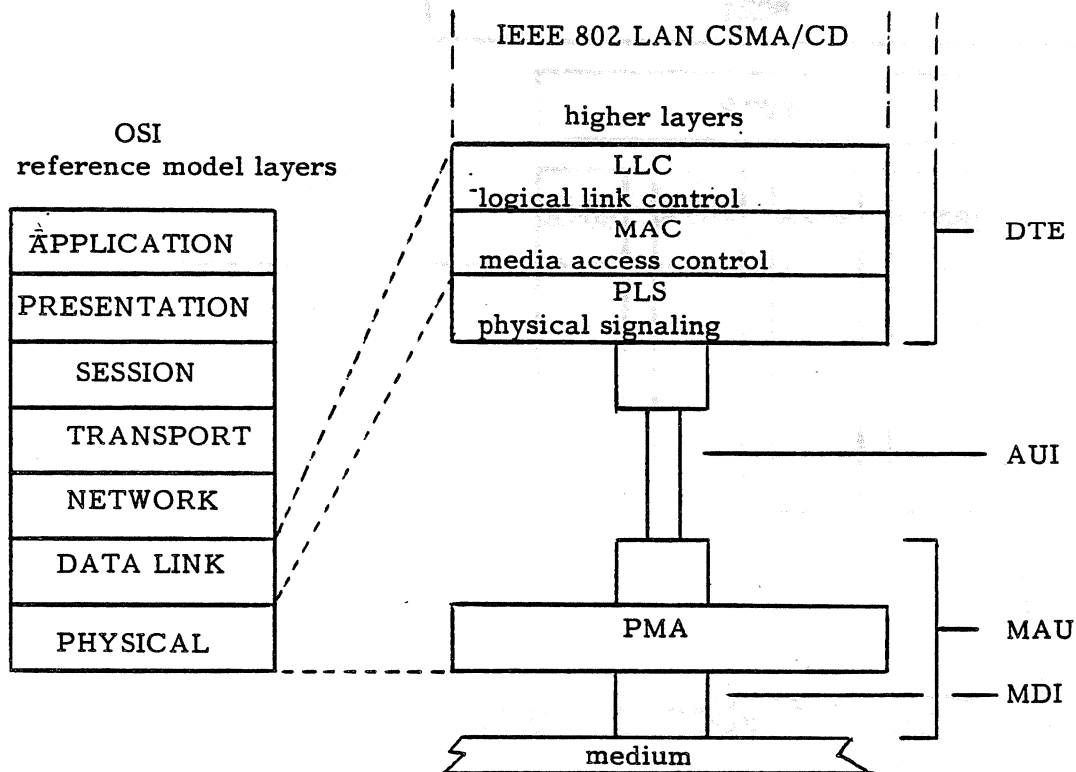 IEEE 802 LAN CSMA/CD
higher layers
OSI
reference model layers
LLC
logical link control
MAC
media access control
PLS
physical signaling
DTE
APPLICATION
PRESENTATION
SESSION
TRANSPORT
NETWORK
DATA LINK
PHYSICAL
AUI
PMA
MAU
MDI
medium